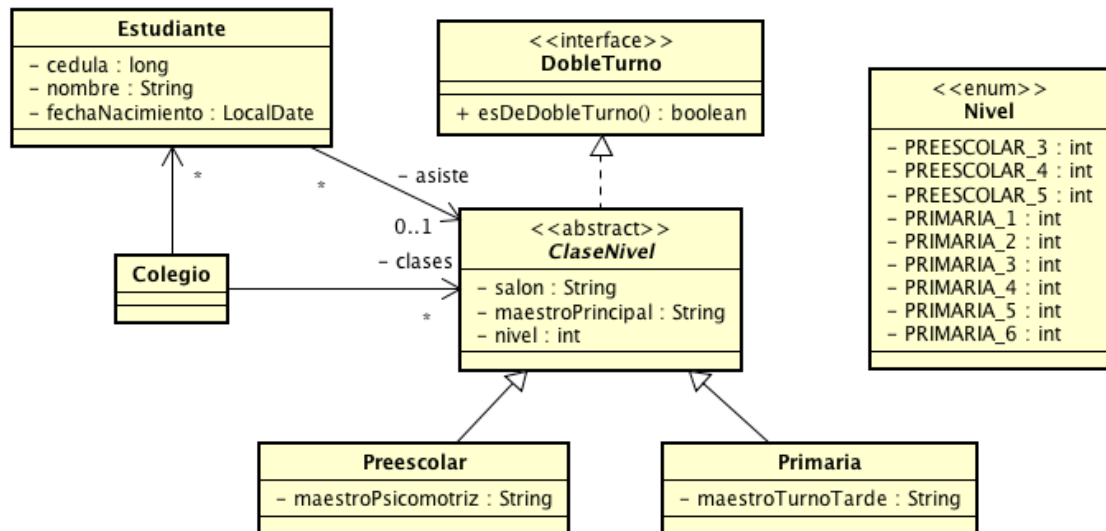 Estudiante
- cedula : long
- nombre : String
- fechaNacimiento : LocalDate
<<interface>>
DobleTurno
+ esDeDobleTurno() : boolean
<<enum>>
Nivel
- PREESCOLAR_3 : int
- PREESCOLAR_4 : int
- PREESCOLAR_5 : int
- PRIMARIA_1 : int
- PRIMARIA_2 : int
- PRIMARIA_3 : int
- PRIMARIA_4 : int
- PRIMARIA_5 : int
- PRIMARIA_6 : int
*
*
- asiste
0..1
Colegio
- clases
*
<<abstract>>
ClaseNivel
- salon : String
- maestroPrincipal : String
- nivel : int
Preescolar
- maestroPsicomotriz : String
Primaria
- maestroTurnoTarde : String